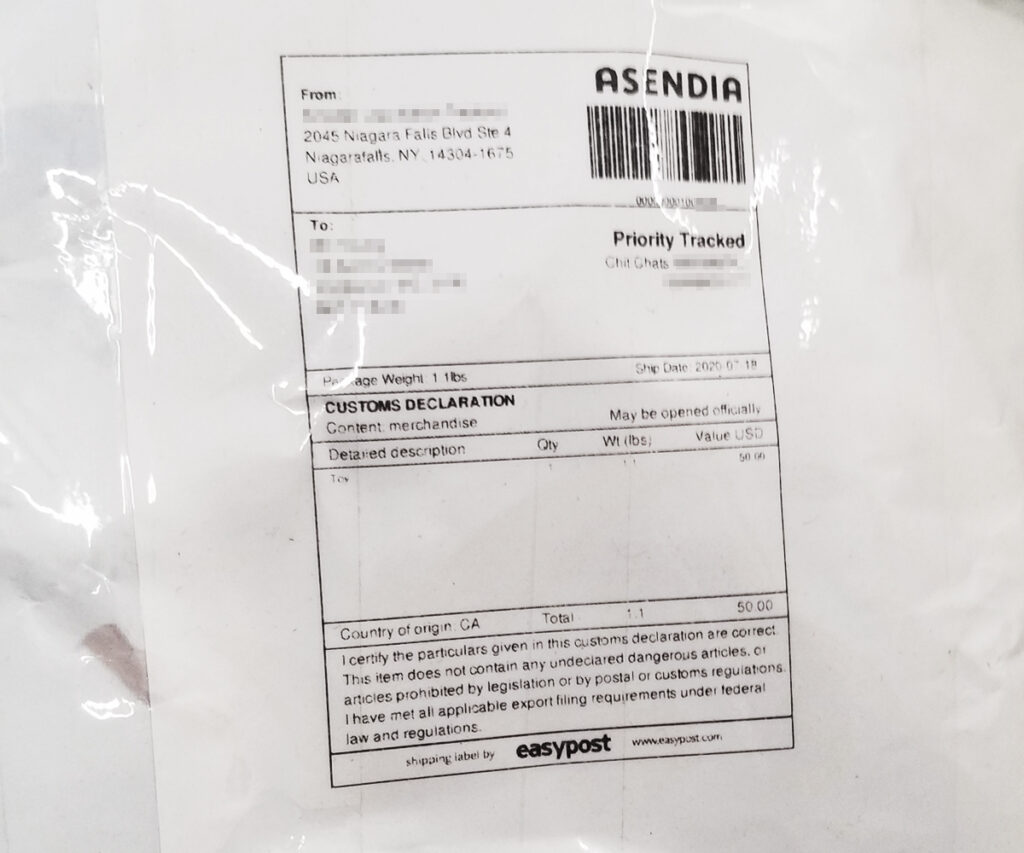 ASENDIA
From:
2045 Niagara Falls Blvd Ste 4
Niagarafalls, NY, 14304-1675
USA
To:
Priority Tracked
Chit Chats
Package Weight: 1.1lbs
Ship Date: 2020-07-18
CUSTOMS DECLARATION
May be opened officially
Content: merchandise
Detailed description Qty Wt (lbs) Value USD
Toy 1 1.1 50.00
Country of origin: CA Total 1.1 50.00
I certify the particulars given in this customs declaration are correct.
This item does not contain any undeclared dangerous articles, or
articles prohibited by legislation or by postal or customs regulations.
I have met all applicable export filing requirements under federal
law and regulations.
shipping label by easypost www.easypost.com